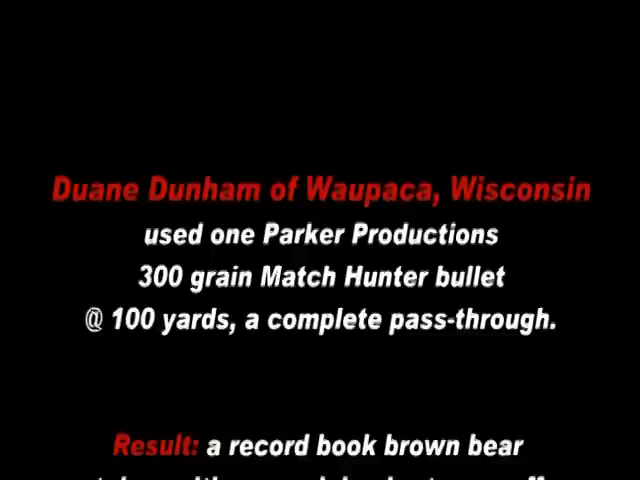 Duane Dunham of Waupaca, Wisconsin
used one Parker Productions
300 grain Match Hunter bullet
@ 100 yards, a complete pass-through.
Result: a record book brown bear